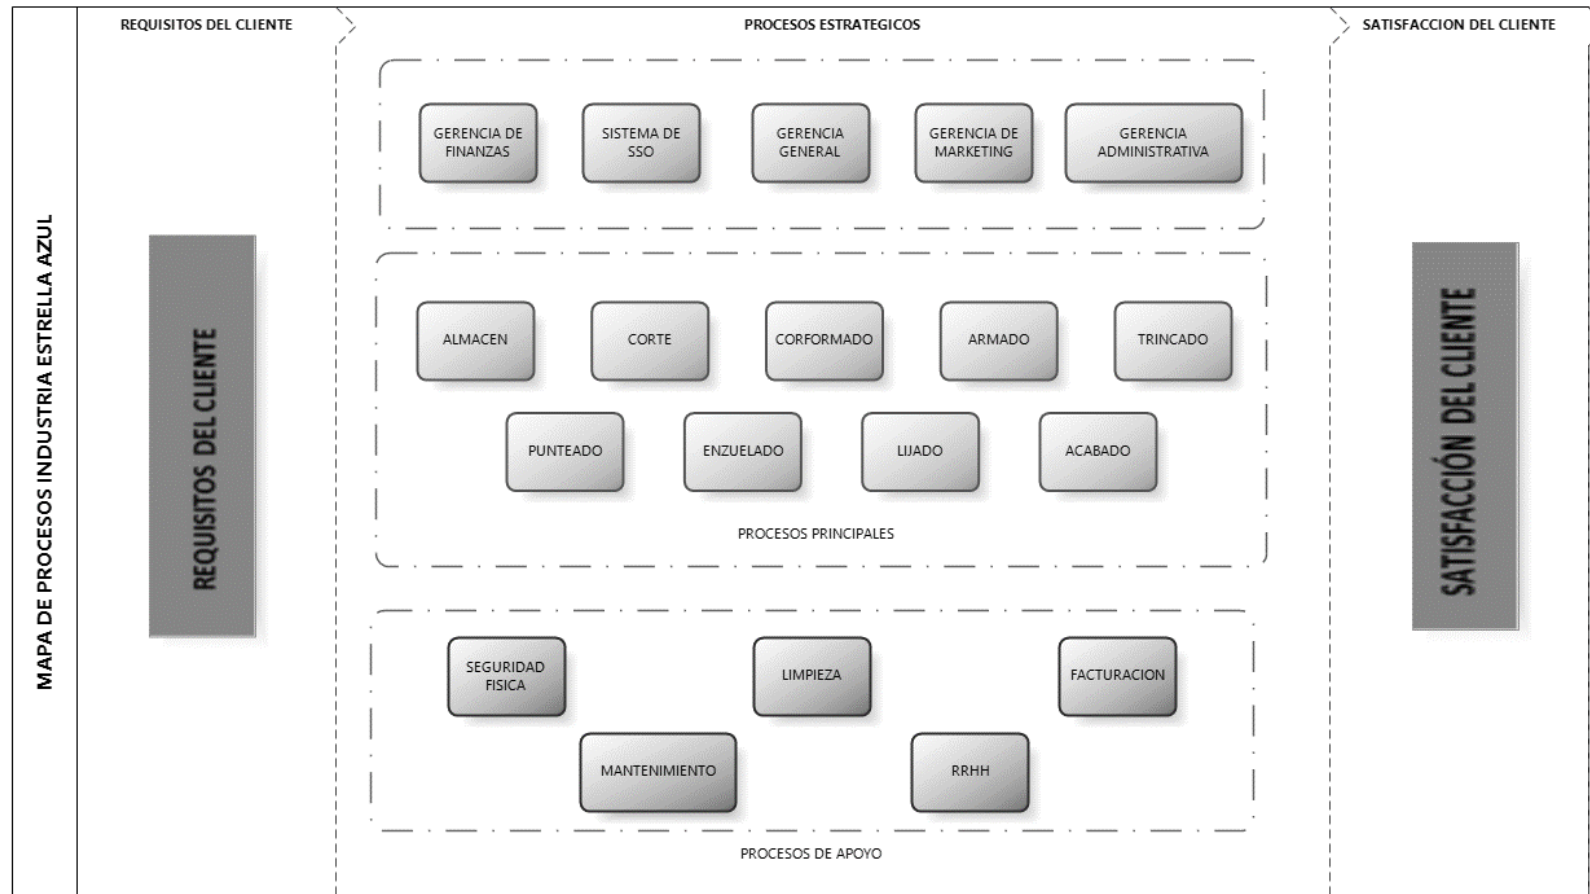 MAPA DE PROCESOS INDUSTRIA ESTRELLA AZUL
REQUISITOS DEL CLIENTE
PROCESOS ESTRATEGICOS
SATISFACCION DEL CLIENTE
REQUISITOS DEL CLIENTE
GERENCIA DE
FINANZAS
SISTEMA DE
SSO
GERENCIA
GENERAL
GERENCIA DE
MARKETING
GERENCIA
ADMINISTRATIVA
ALMACEN
CORTE
CORFORMADO
ARMADO
TRINCADO
PUNTEADO
ENZUELADO
LIJADO
ACABADO
PROCESOS PRINCIPALES
SEGURIDAD
FISICA
LIMPIEZA
FACTURACION
MANTENIMIENTO
RRHH
PROCESOS DE APOYO
SATISFACCIÓN DEL CLIENTE